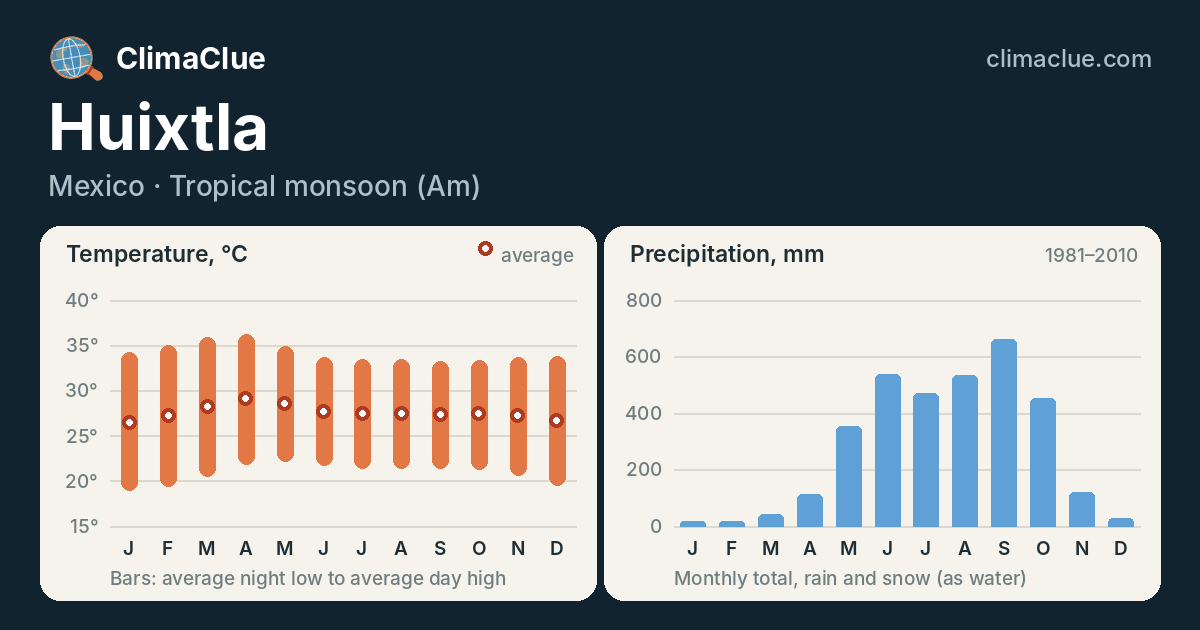 ClimaClue
climaclue.com
Huixtla
Mexico · Tropical monsoon (Am)
Temperature, °C
average
40°
35°
30°
25°
20°
15°
J F M A M J J A S O N D
Bars: average night low to average day high
Precipitation, mm
1981–2010
800
600
400
200
0
J F M A M J J A S O N D
Monthly total, rain and snow (as water)